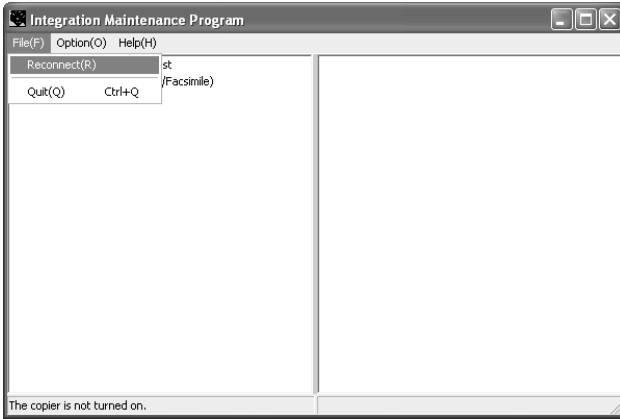 Integration Maintenance Program
File(F) Option(O) Help(H)
Reconnect(R) st
/Facsimile)
Quit(Q) Ctrl+Q
The copier is not turned on.